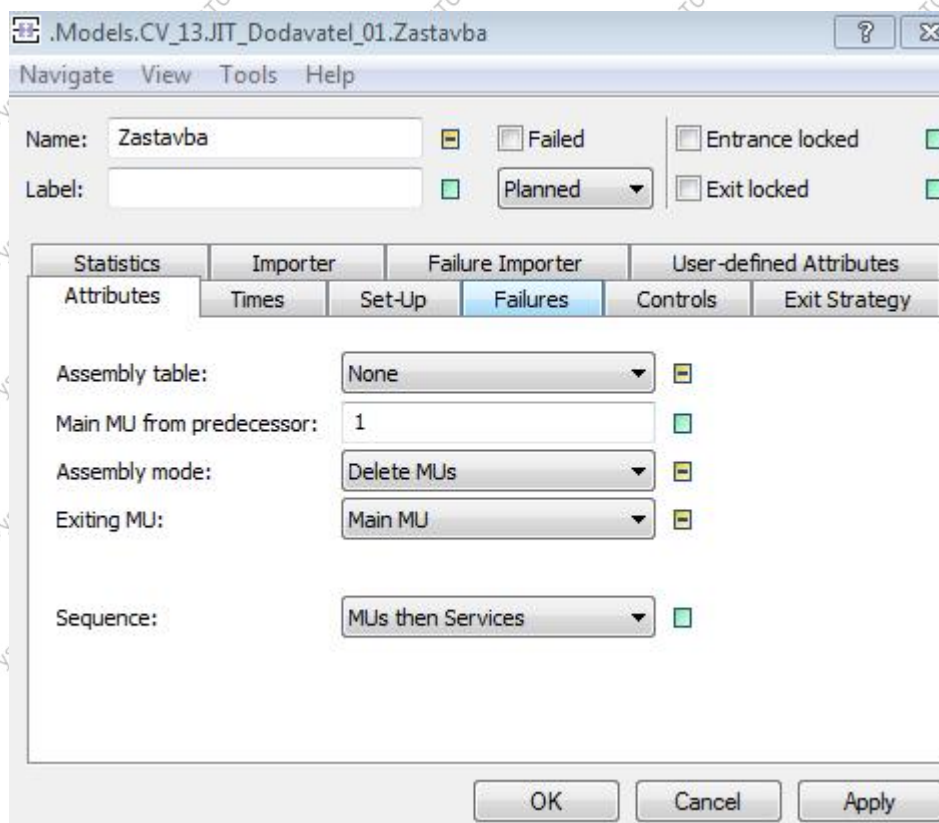 .Models.CV_13.JIT_Dodavatel_01.Zastavba
Navigate View Tools Help
Name: Zastavba Failed Entrance locked
Label: Planned Exit locked
Statistics Importer Failure Importer User-defined Attributes
Attributes Times Set-Up Failures Controls Exit Strategy
Assembly table: None
Main MU from predecessor: 1
Assembly mode: Delete MUs
Exiting MU: Main MU
Sequence: MUs then Services
OK Cancel Apply